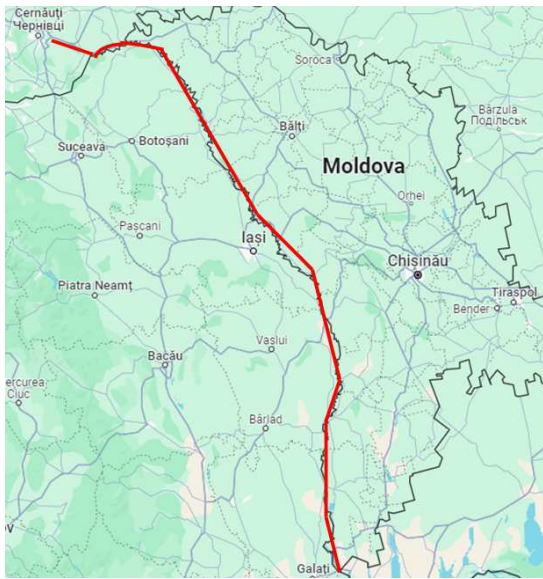 Cernăuți
Чернівці
Soroca
Bârzula
Подільськ
Bălți
Botoșani
Suceava
Moldova
Orhei
Pașcani
Iași
Chișinău
Tiraspol
Piatra Neamț
Bender
Vaslui
Bacău
ercurea
Ciuc
Bârlad
ov
Galați